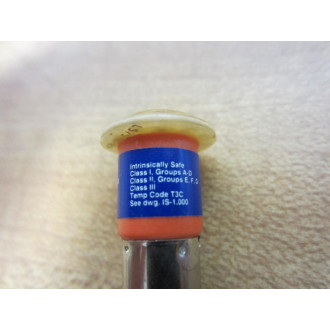 Intrinsically Safe
Class I, Groups A-D
Class II, Groups E, F, G
Class III
Temp Code T3C
See dwg. IS-1.000